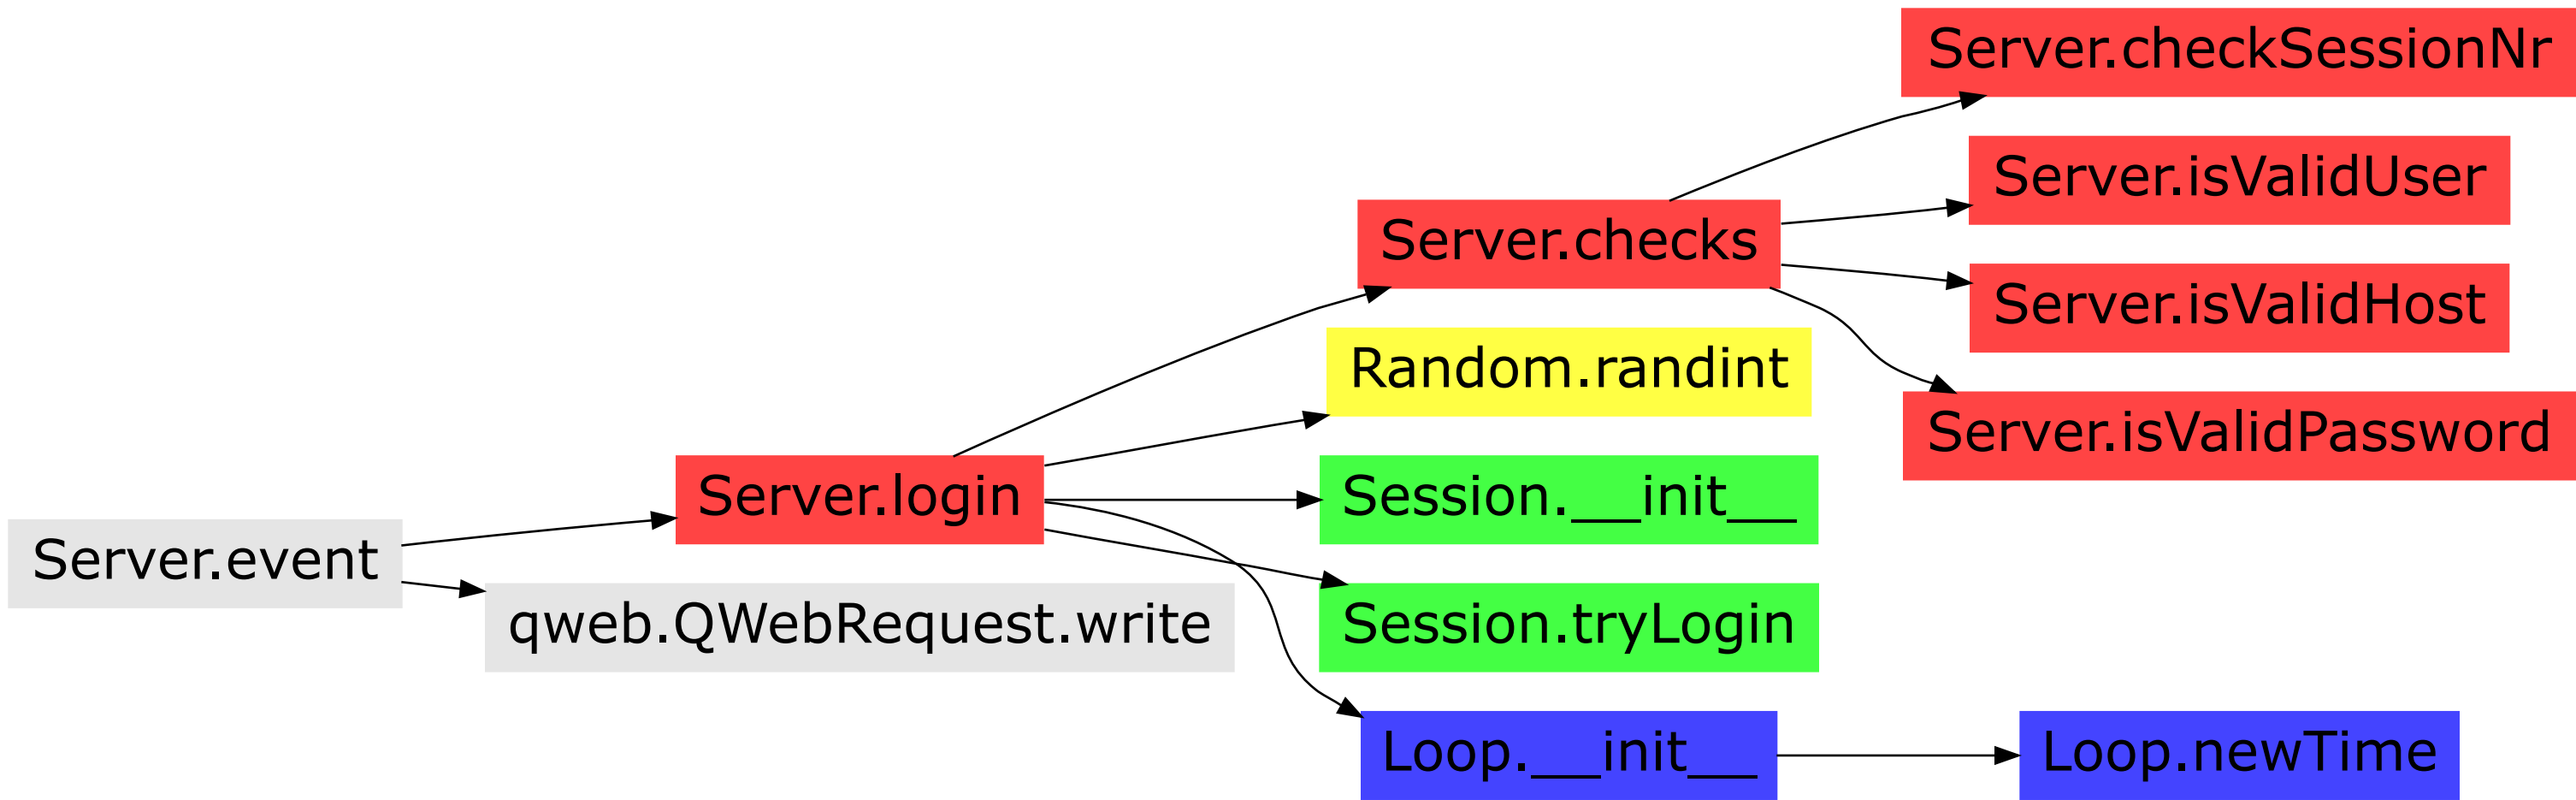 Server.checkSessionNr
Server.isValidUser
Server.checks
Server.isValidHost
Random.randint
Server.isValidPassword
Server.login
Session.__init__
Server.event
qweb.QWebRequest.write
Session.tryLogin
Loop.__init__
Loop.newTime